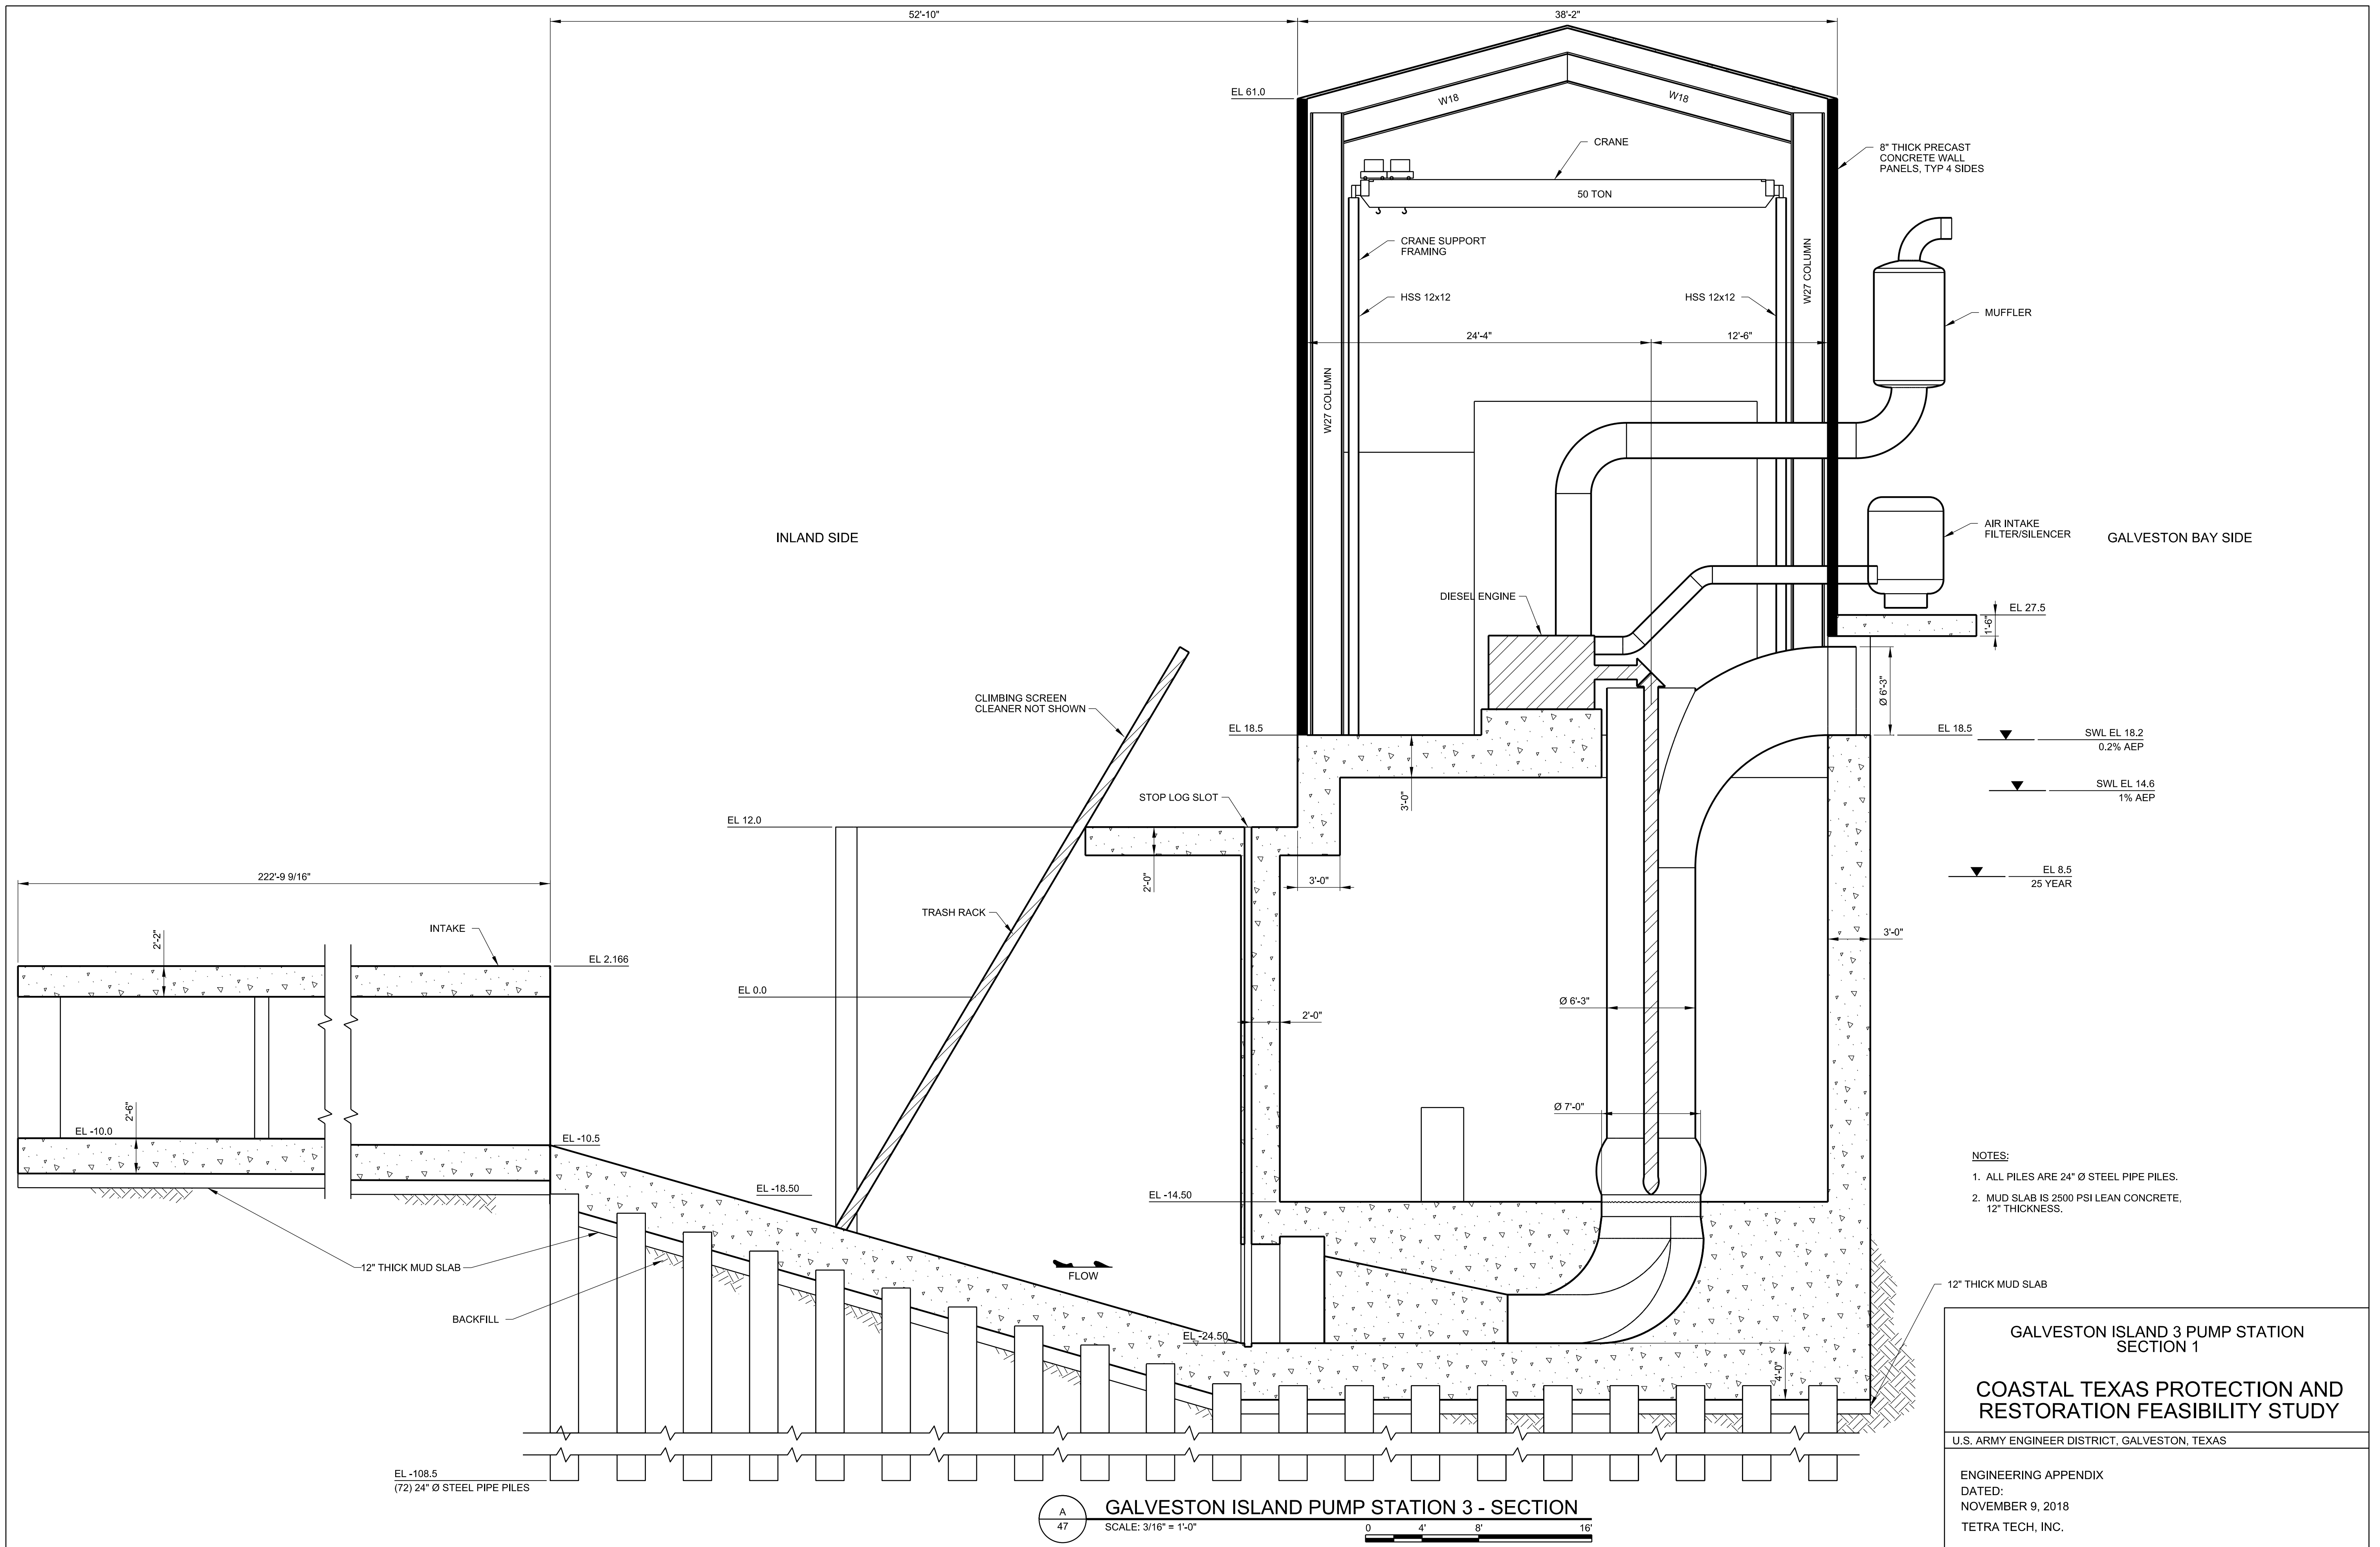 52'-10"
38'-2"
EL 61.0
W18
W18
CRANE
8" THICK PRECAST
CONCRETE WALL
PANELS, TYP 4 SIDES
50 TON
CRANE SUPPORT
FRAMING
W27 COLUMN
HSS 12x12
HSS 12x12
MUFFLER
24'-4"
12'-6"
W27 COLUMN
INLAND SIDE
AIR INTAKE
FILTER/SILENCER
GALVESTON BAY SIDE
DIESEL ENGINE
EL 27.5
1'-6"
CLIMBING SCREEN
CLEANER NOT SHOWN
Ø 6'-3"
EL 18.5
EL 18.5
SWL EL 18.2
0.2% AEP
SWL EL 14.6
1% AEP
STOP LOG SLOT
3'-0"
EL 12.0
2'-0"
3'-0"
EL 8.5
25 YEAR
222'-9 9/16"
TRASH RACK
INTAKE
2'-2"
3'-0"
EL 2.166
EL 0.0
Ø 6'-3"
2'-0"
2'-6"
Ø 7'-0"
EL -10.0
EL -10.5
NOTES:
1. ALL PILES ARE 24" Ø STEEL PIPE PILES.
2. MUD SLAB IS 2500 PSI LEAN CONCRETE,
12" THICKNESS.
EL -18.50
EL -14.50
12" THICK MUD SLAB
FLOW
12" THICK MUD SLAB
BACKFILL
EL -24.50
4'-0"
GALVESTON ISLAND 3 PUMP STATION
SECTION 1
COASTAL TEXAS PROTECTION AND
RESTORATION FEASIBILITY STUDY
U.S. ARMY ENGINEER DISTRICT, GALVESTON, TEXAS
EL -108.5
(72) 24" Ø STEEL PIPE PILES
ENGINEERING APPENDIX
DATED:
NOVEMBER 9, 2018
TETRA TECH, INC.
A
47
GALVESTON ISLAND PUMP STATION 3 - SECTION
SCALE: 3/16" = 1'-0"
0 4' 8' 16'